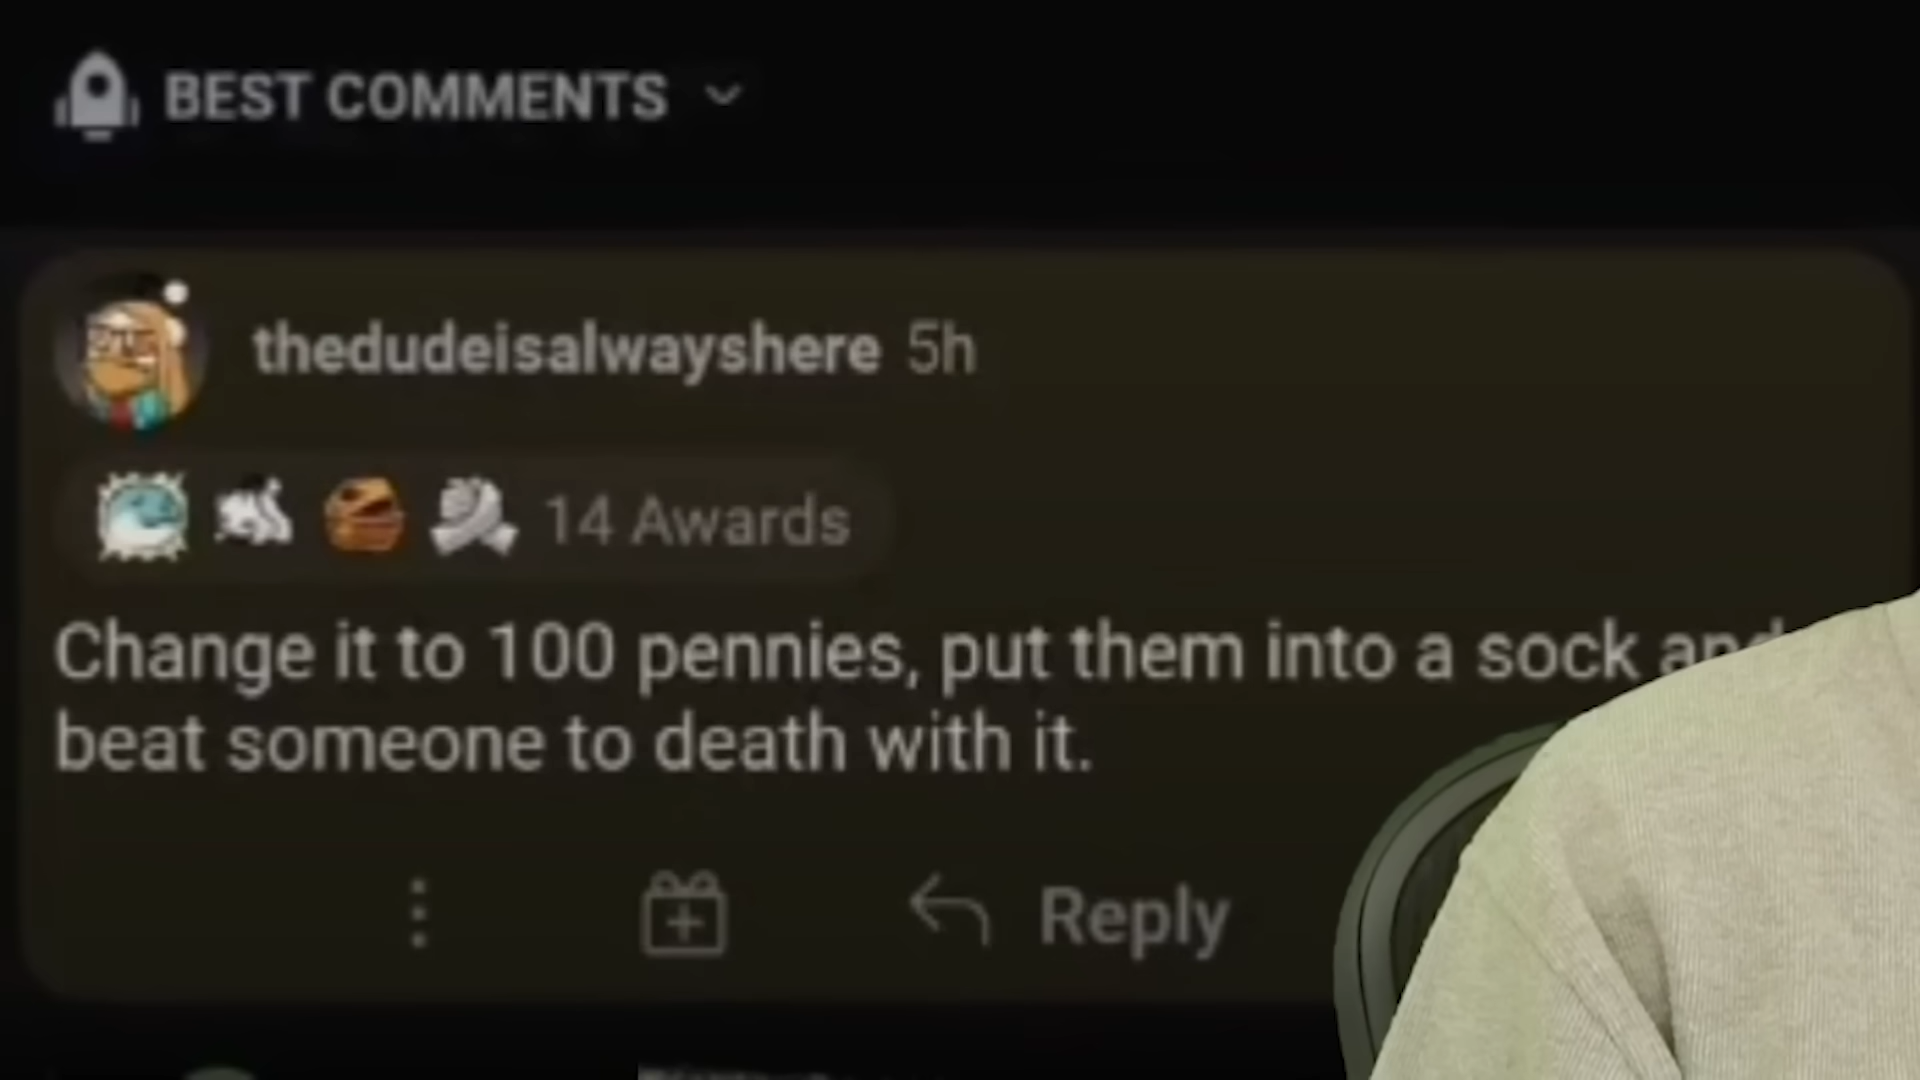 BEST COMMENTS
thedudeisalwayshere 5h
14 Awards
Change it to 100 pennies, put them into a sock and
beat someone to death with it.
Reply